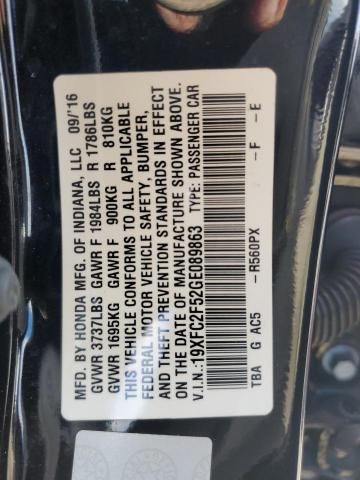 MFD. BY HONDA MFG. OF INDIANA, LLC 09/'16
GVWR 3737LBS GAWR F 1984LBS R 1786LBS
GVWR 1695KG GAWR F 900KG R 810KG
THIS VEHICLE CONFORMS TO ALL APPLICABLE
FEDERAL MOTOR VEHICLE SAFETY, BUMPER,
AND THEFT PREVENTION STANDARDS IN EFFECT
ON THE DATE OF MANUFACTURE SHOWN ABOVE.
V.I.N.:19XFC2F52GE089863 TYPE: PASSENGER CAR
TBA G AC5 -R560PX -F -E